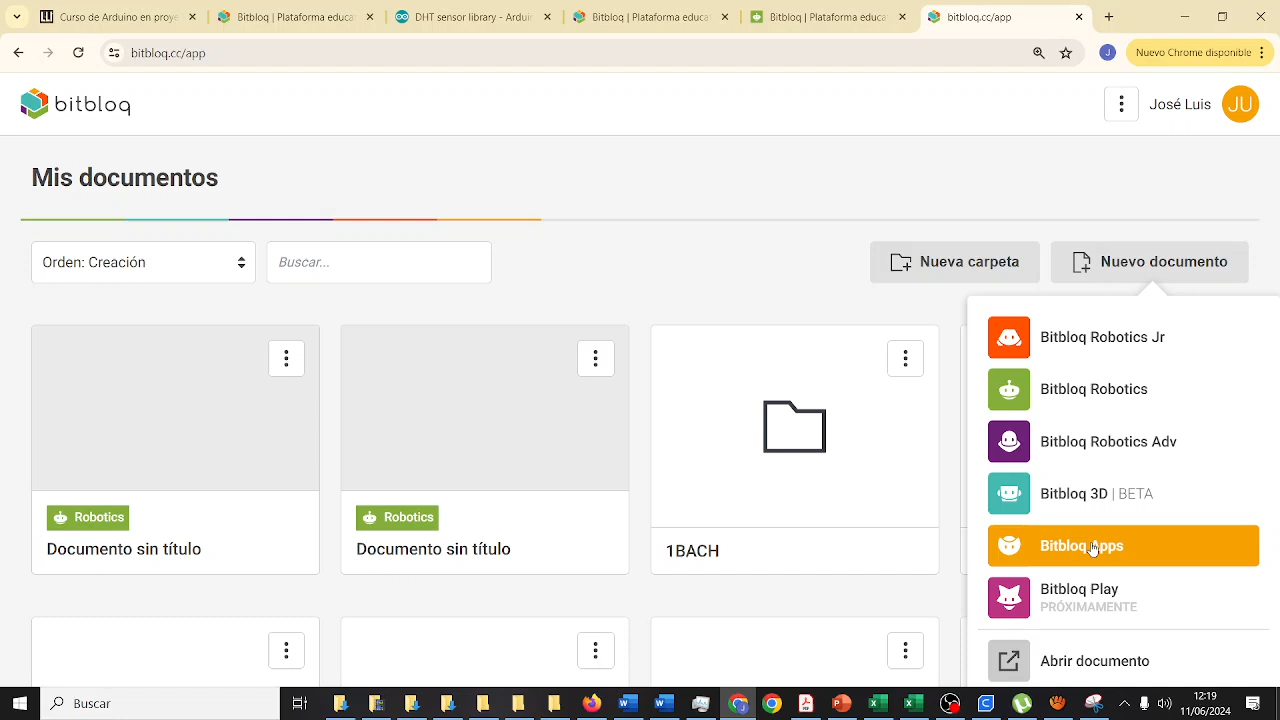 Curso de Arduino en proye
Bitbloq | Plataforma educa
DHT sensor library - Arduin
Bitbloq | Plataforma educa
Bitbloq | Plataforma educa
bitbloq.cc/app
bitbloq.cc/app
J
Nuevo Chrome disponible
bitbloq
José Luis
JU
Mis documentos
Orden: Creación
Buscar...
Nueva carpeta
Nuevo documento
Bitbloq Robotics Jr
Bitbloq Robotics
Bitbloq Robotics Adv
Bitbloq 3D | BETA
Bitbloq Apps
Bitbloq Play
PRÓXIMAMENTE
Abrir documento
Robotics
Documento sin título
Robotics
Documento sin título
1BACH
Buscar
12:19
11/06/2024